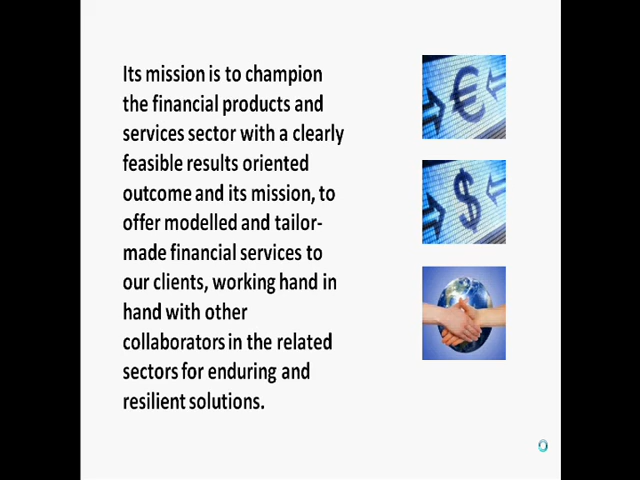 Its mission is to champion
the financial products and
services sector with a clearly
feasible results oriented
outcome and its mission, to
offer modelled and tailor-
made financial services to
our clients, working hand in
hand with other
collaborators in the related
sectors for enduring and
resilient solutions.
€
$